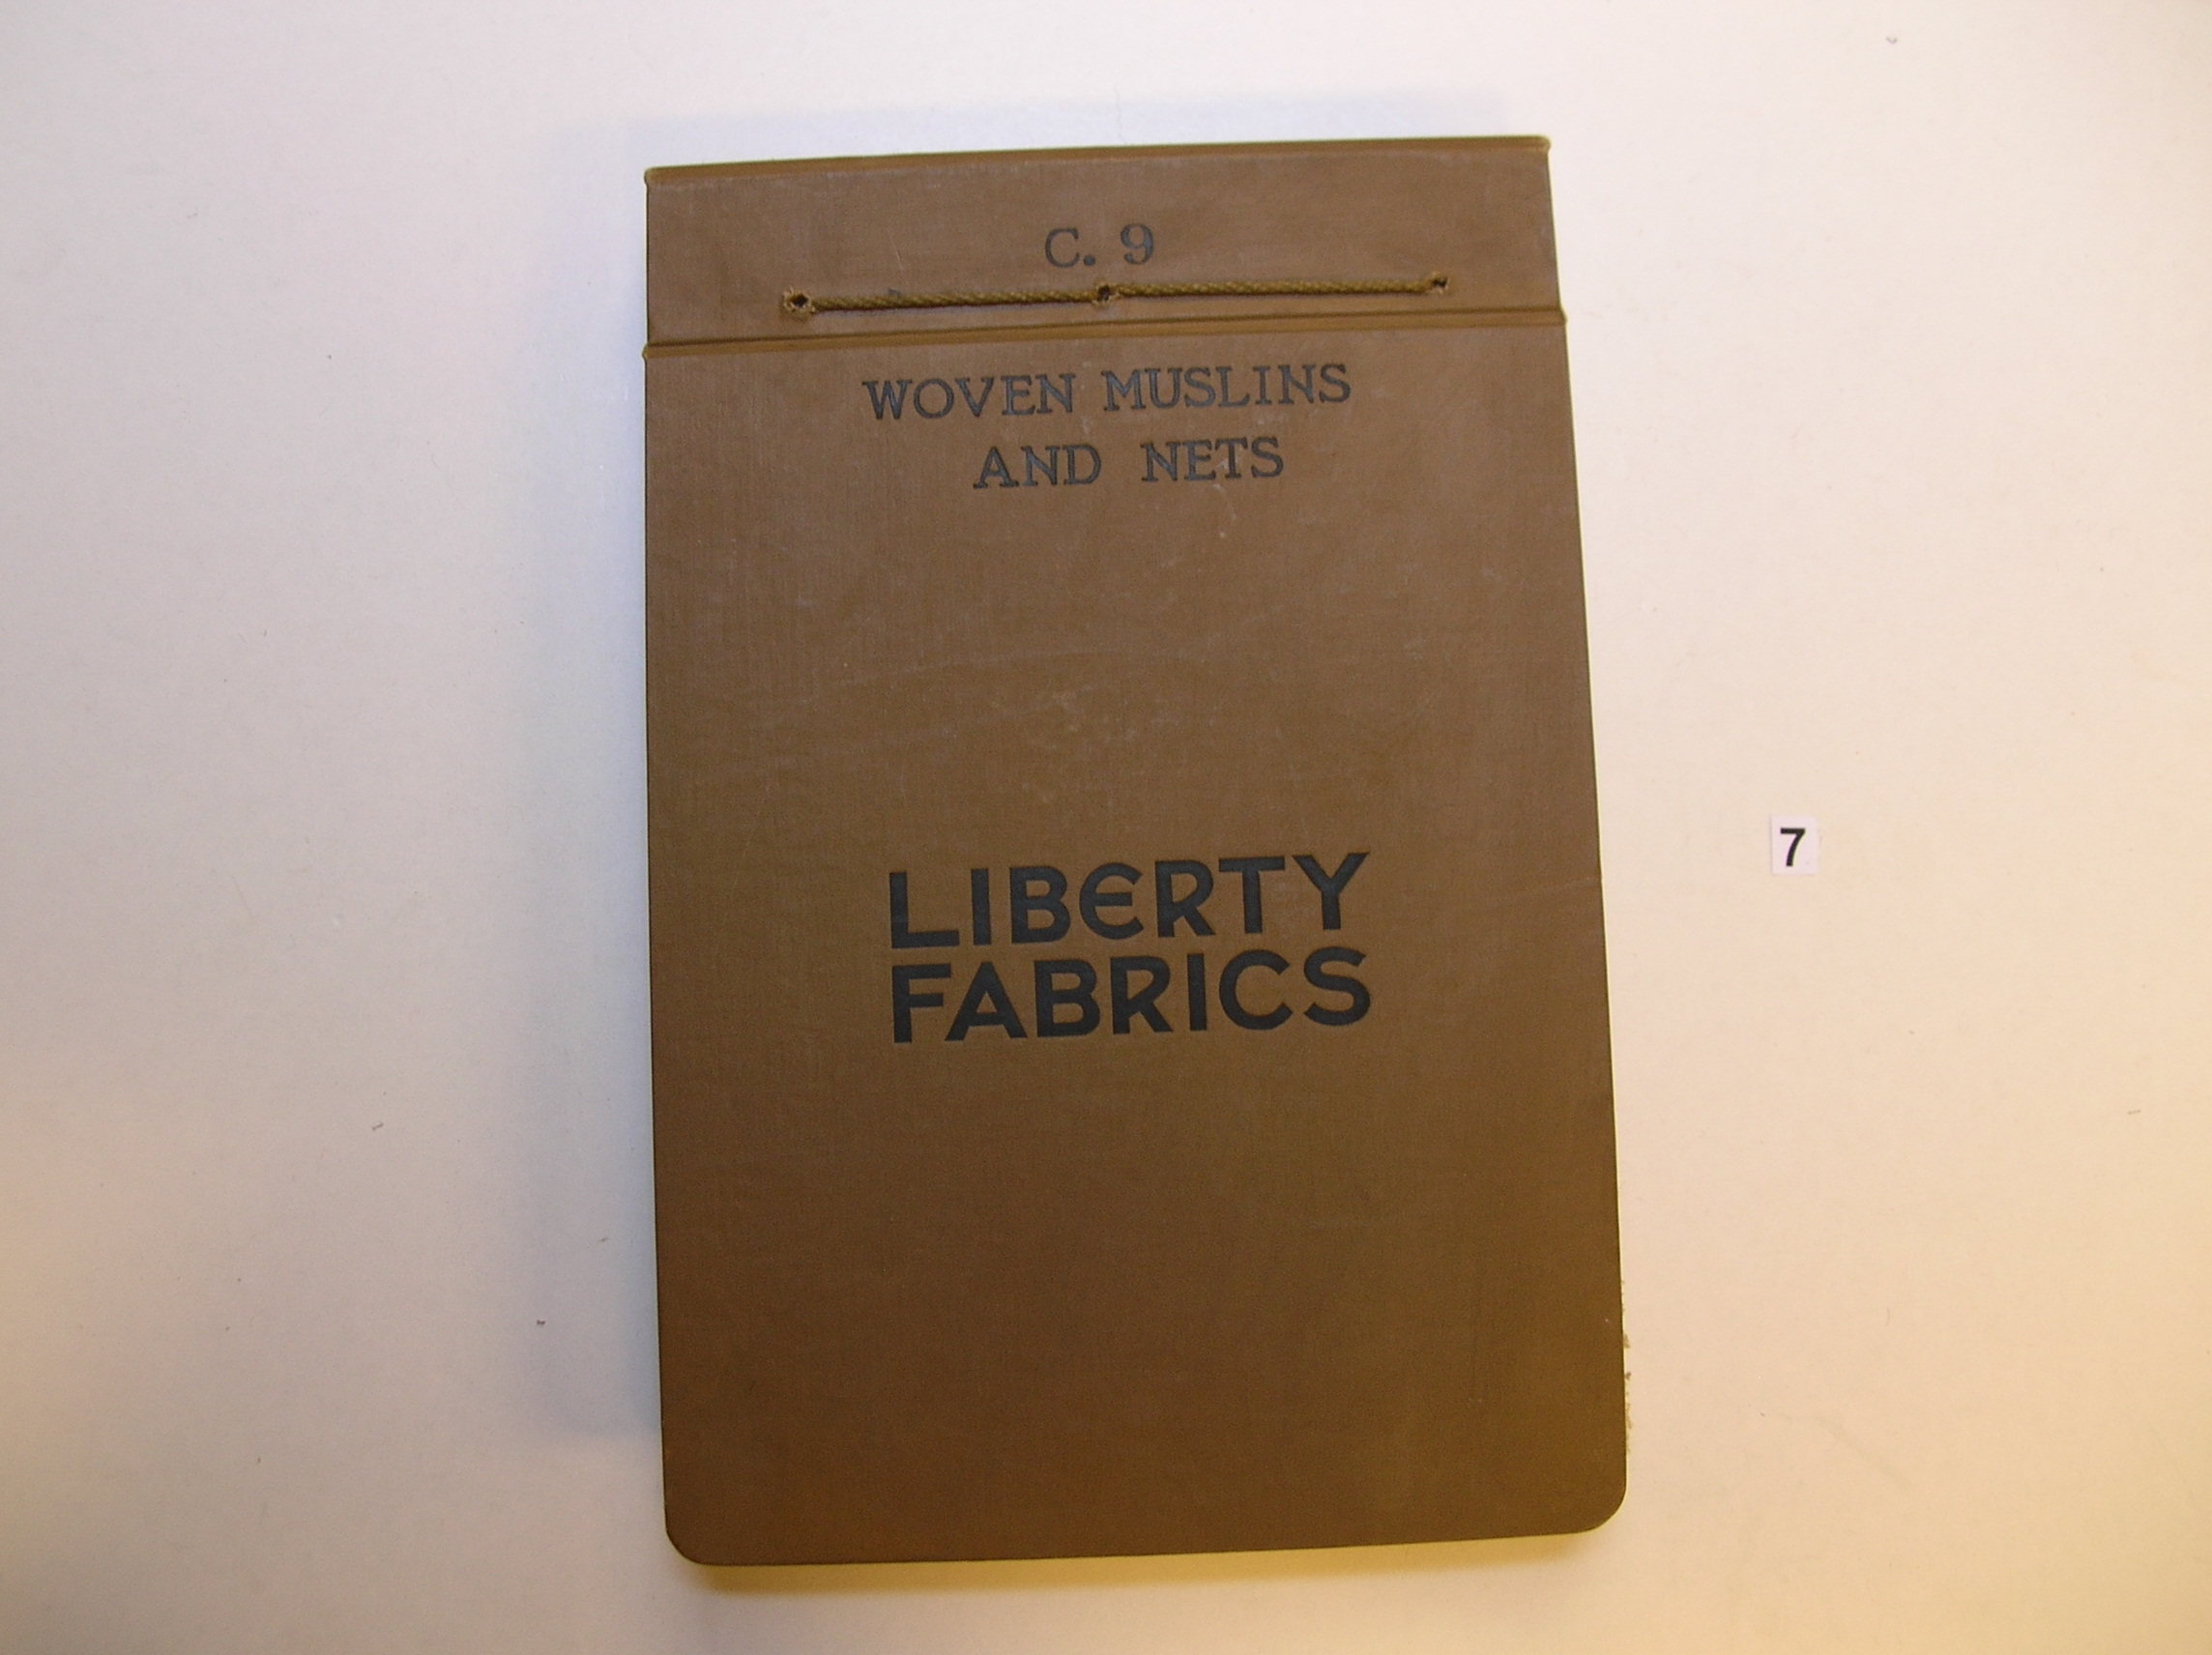 C. 9
WOVEN MUSLINS
AND NETS
LIBERTY
FABRICS
7